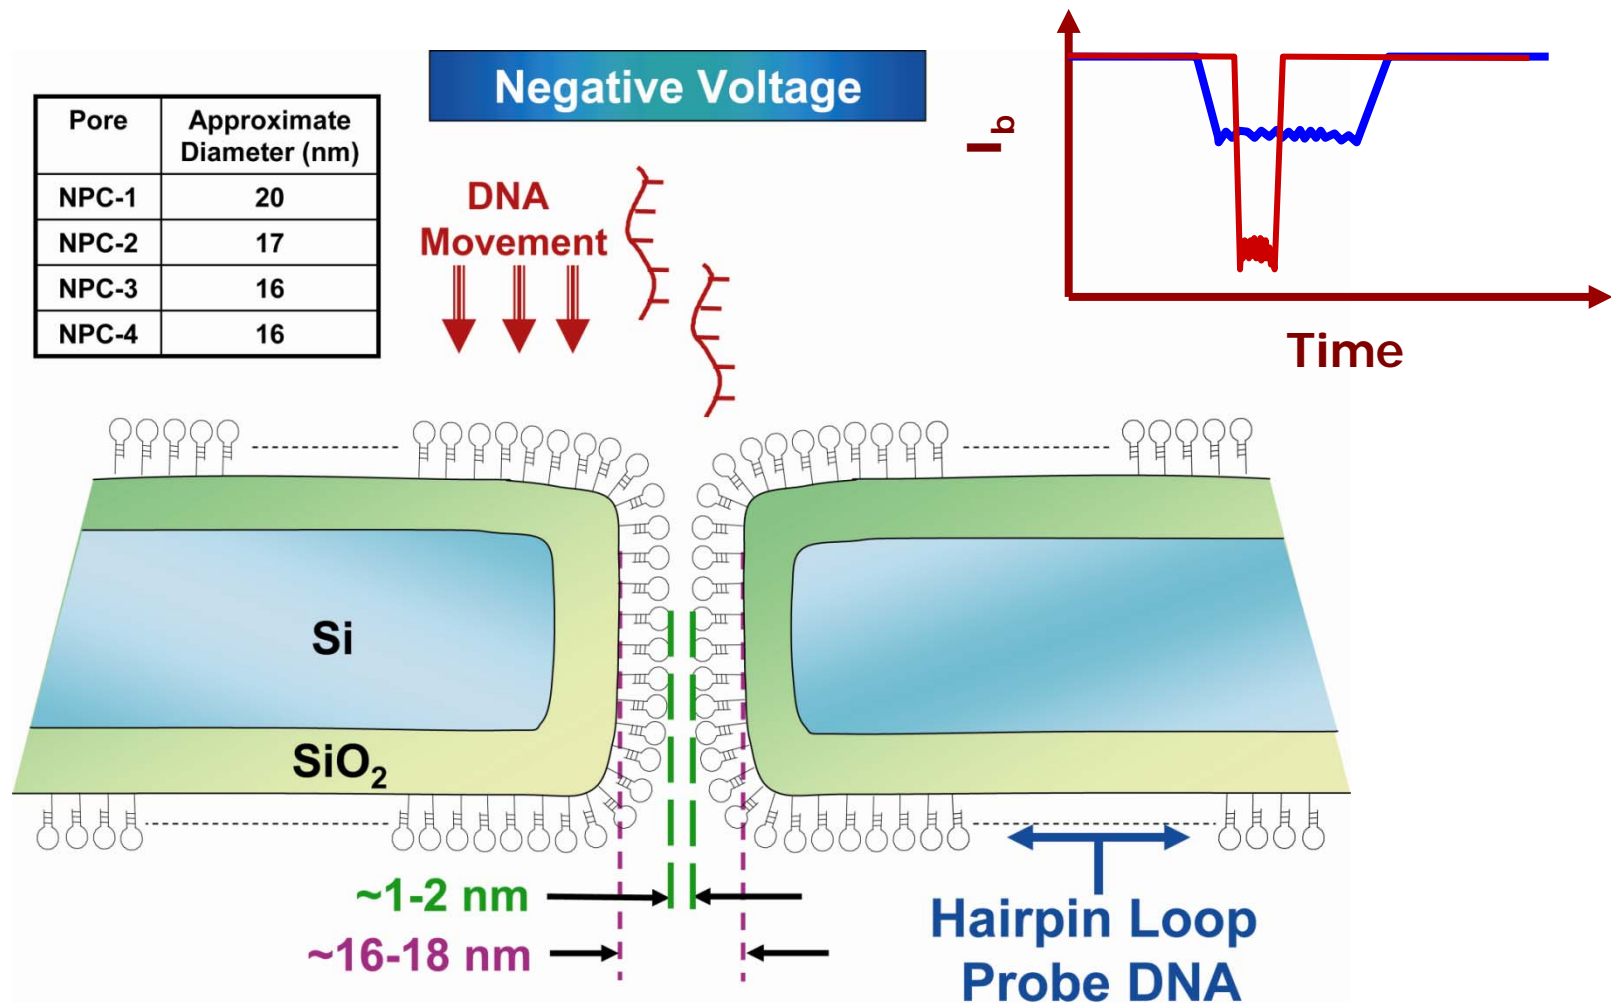 Negative Voltage
Pore Approximate Diameter (nm)
NPC-1 20
NPC-2 17
NPC-3 16
NPC-4 16
DNA
Movement
I_b
Time
Si
SiO₂
~1-2 nm
~16-18 nm
Hairpin Loop
Probe DNA